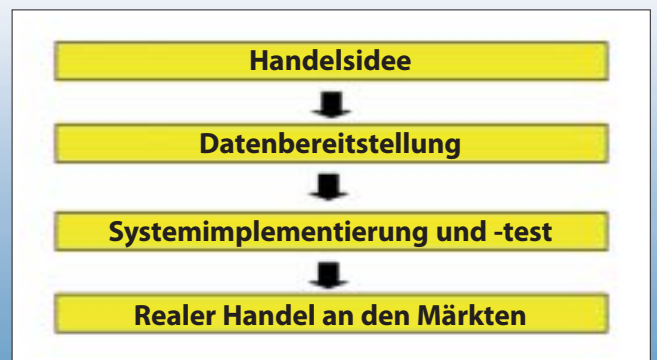 Handelsidee
Datenbereitstellung
Systemimplementierung und -test
Realer Handel an den Märkten